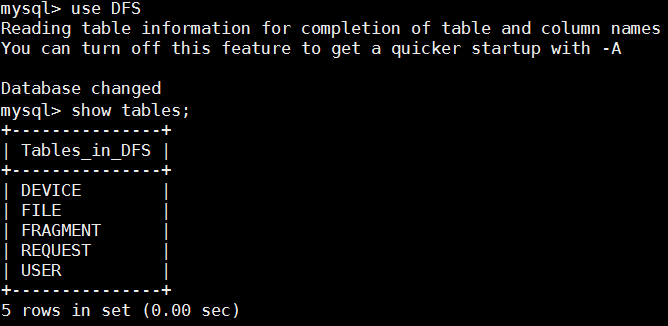 mysql> use DFS
Reading table information for completion of table and column names
You can turn off this feature to get a quicker startup with -A

Database changed
mysql> show tables;
+---------------+
| Tables_in_DFS |
+---------------+
| DEVICE        |
| FILE          |
| FRAGMENT      |
| REQUEST       |
| USER          |
+---------------+
5 rows in set (0.00 sec)